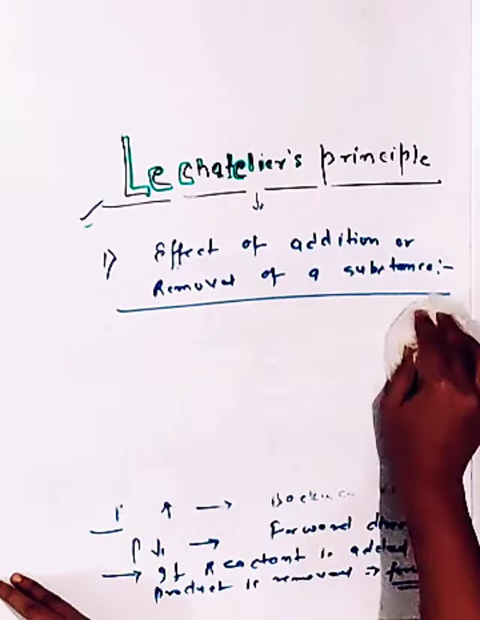 Le chatelier's principle
1) Effect of addition or
Removal of a substance:-
↑ →
P ↓ → Forward
→ If Reactant is added
product is removed ⇒